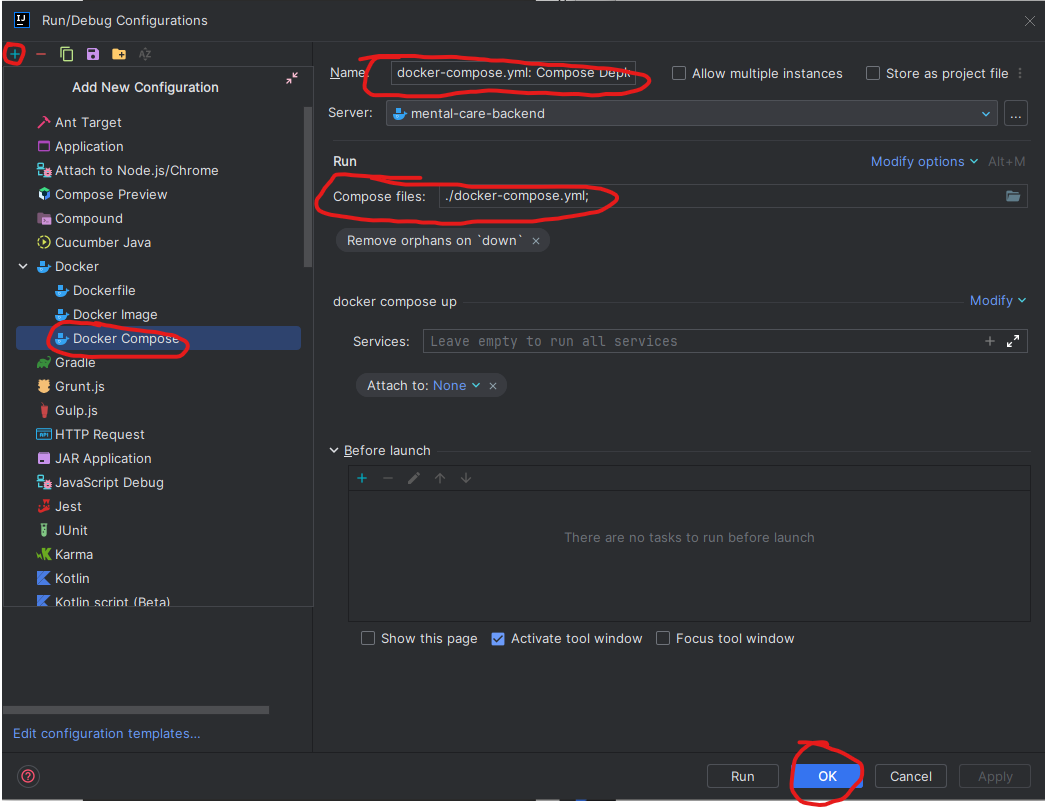 Run/Debug Configurations
Add New Configuration
Ant Target
Application
Attach to Node.js/Chrome
Compose Preview
Compound
Cucumber Java
Docker
Dockerfile
Docker Image
Docker Compose
Gradle
Grunt.js
Gulp.js
HTTP Request
JAR Application
JavaScript Debug
Jest
JUnit
Karma
Kotlin
Kotlin script (Beta)
Edit configuration templates...
Name: docker-compose.yml: Compose Depl
Allow multiple instances
Store as project file
Server: mental-care-backend
...
Run
Modify options Alt+M
Compose files: ./docker-compose.yml;
Remove orphans on `down` ×
docker compose up
Modify
Services: Leave empty to run all services
Attach to: None ×
Before launch
There are no tasks to run before launch
Show this page
Activate tool window
Focus tool window
?
Run
OK
Cancel
Apply